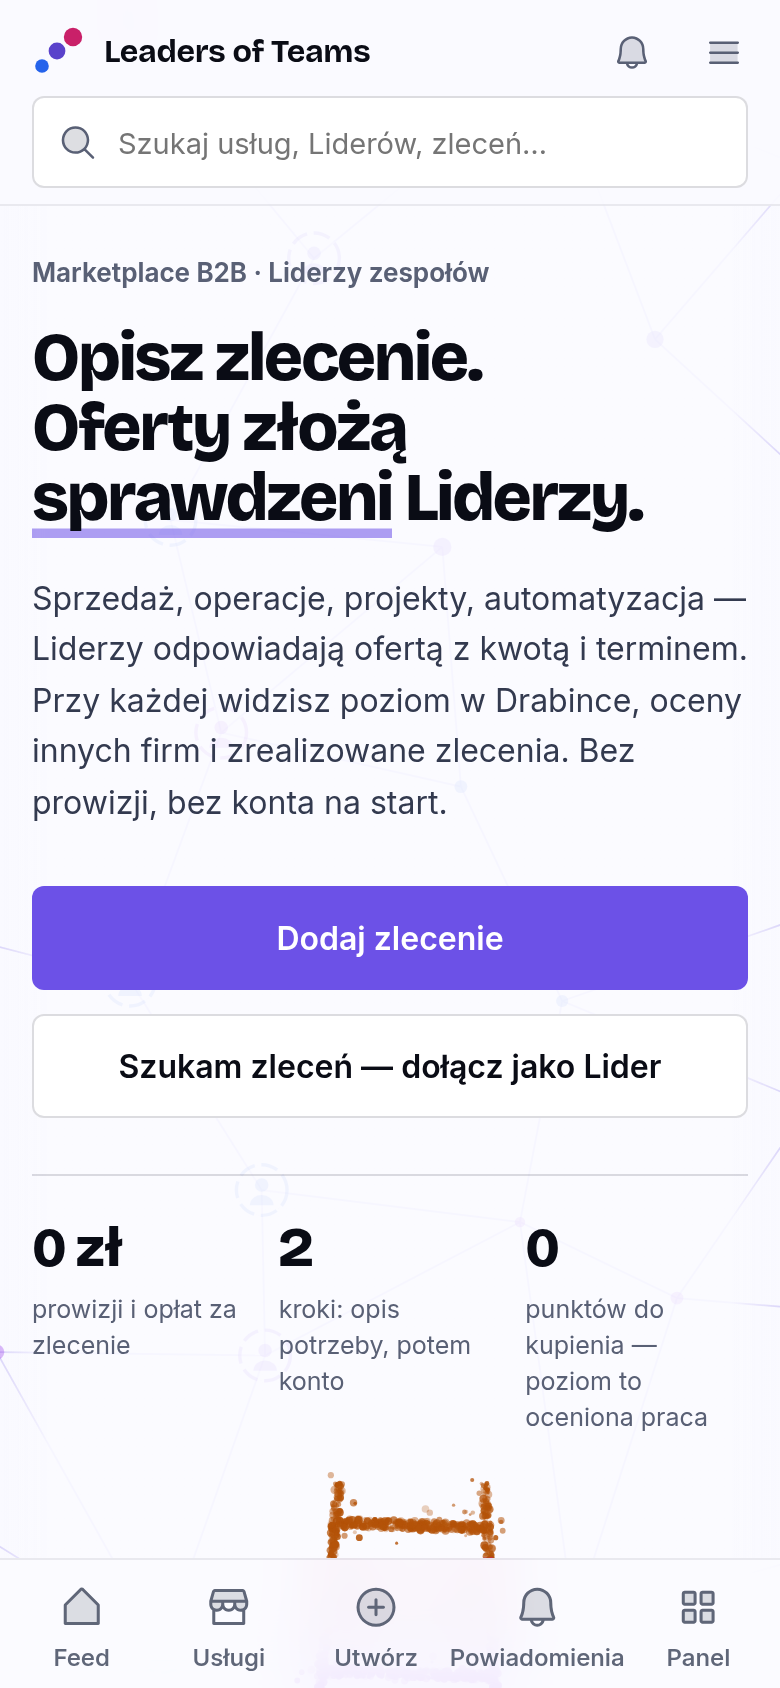 Leaders of Teams
Szukaj usług, Liderów, zleceń...
Marketplace B2B · Liderzy zespołów
Opisz zlecenie.
Oferty złożą
sprawdzeni Liderzy.
Sprzedaż, operacje, projekty, automatyzacja —
Liderzy odpowiadają ofertą z kwotą i terminem.
Przy każdej widzisz poziom w Drabince, oceny
innych firm i zrealizowane zlecenia. Bez
prowizji, bez konta na start.
Dodaj zlecenie
Szukam zleceń — dołącz jako Lider
0 zł
prowizji i opłat za
zlecenie
2
kroki: opis
potrzeby, potem
konto
0
punktów do
kupienia —
poziom to
oceniona praca
Feed
Usługi
Utwórz
Powiadomienia
Panel